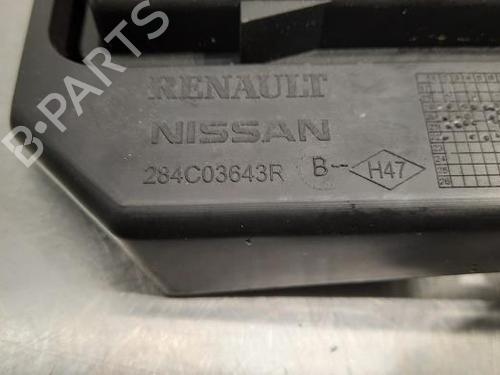 B-PARTS
RENAULT
NISSAN
284C03643R B-- H47